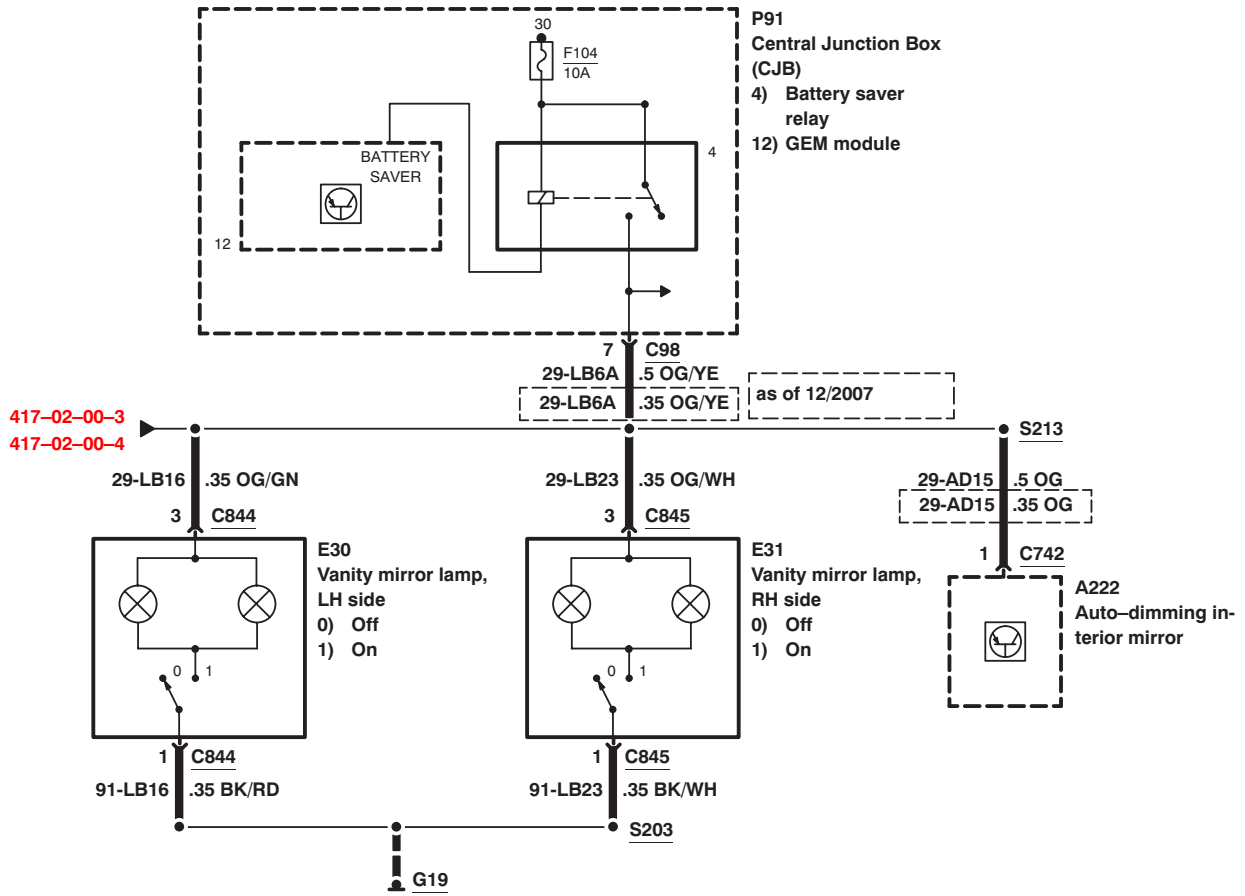 P91
Central Junction Box
(CJB)
4) Battery saver
relay
12) GEM module
30
F104
10A
BATTERY
SAVER
4
12
7 C98
29-LB6A .5 OG/YE
29-LB6A .35 OG/YE
as of 12/2007
417–02–00–3
417–02–00–4
S213
29-LB16 .35 OG/GN
29-LB23 .35 OG/WH
29-AD15 .5 OG
29-AD15 .35 OG
3 C844
3 C845
1 C742
E30
Vanity mirror lamp,
LH side
0) Off
1) On
0 1
E31
Vanity mirror lamp,
RH side
0) Off
1) On
0 1
A222
Auto–dimming in-
terior mirror
1 C844
1 C845
91-LB16 .35 BK/RD
91-LB23 .35 BK/WH
S203
G19